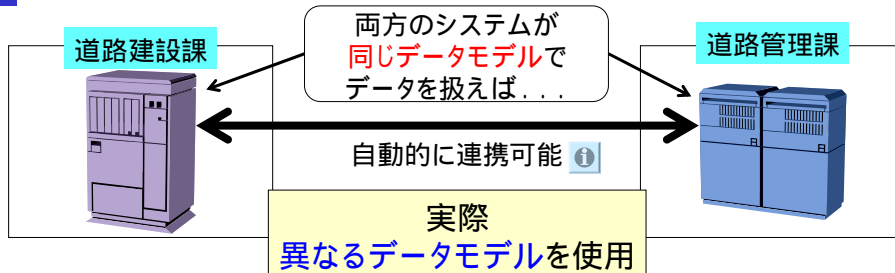 道路建設課
両方のシステムが
同じデータモデルで
データを扱えば...
道路管理課
自動的に連携可能
実際
異なるデータモデルを使用